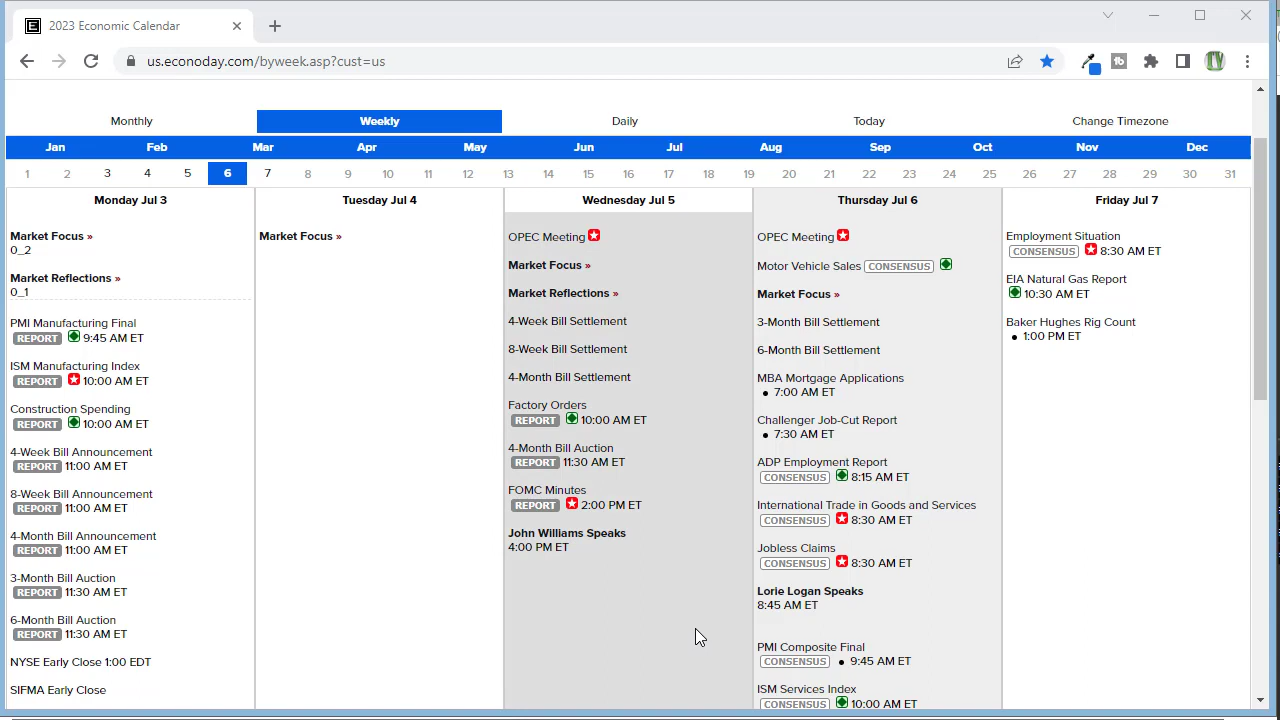 2023 Economic Calendar
us.econoday.com/byweek.asp?cust=us
Monthly Weekly Daily Today Change Timezone
Jan Feb Mar Apr May Jun Jul Aug Sep Oct Nov Dec
1 2 3 4 5 6 7 8 9 10 11 12 13 14 15 16 17 18 19 20 21 22 23 24 25 26 27 28 29 30 31
Monday Jul 3
Market Focus »
0_2
Market Reflections »
0_1
PMI Manufacturing Final
REPORT 9:45 AM ET
ISM Manufacturing Index
REPORT 10:00 AM ET
Construction Spending
REPORT 10:00 AM ET
4-Week Bill Announcement
REPORT 11:00 AM ET
8-Week Bill Announcement
REPORT 11:00 AM ET
4-Month Bill Announcement
REPORT 11:00 AM ET
3-Month Bill Auction
REPORT 11:30 AM ET
6-Month Bill Auction
REPORT 11:30 AM ET
NYSE Early Close 1:00 EDT
SIFMA Early Close
Tuesday Jul 4
Market Focus »
Wednesday Jul 5
OPEC Meeting
Market Focus »
Market Reflections »
4-Week Bill Settlement
8-Week Bill Settlement
4-Month Bill Settlement
Factory Orders
REPORT 10:00 AM ET
4-Month Bill Auction
REPORT 11:30 AM ET
FOMC Minutes
REPORT 2:00 PM ET
John Williams Speaks
4:00 PM ET
Thursday Jul 6
OPEC Meeting
Motor Vehicle Sales CONSENSUS
Market Focus »
3-Month Bill Settlement
6-Month Bill Settlement
MBA Mortgage Applications
7:00 AM ET
Challenger Job-Cut Report
7:30 AM ET
ADP Employment Report
CONSENSUS 8:15 AM ET
International Trade in Goods and Services
CONSENSUS 8:30 AM ET
Jobless Claims
CONSENSUS 8:30 AM ET
Lorie Logan Speaks
8:45 AM ET
PMI Composite Final
CONSENSUS 9:45 AM ET
ISM Services Index
CONSENSUS 10:00 AM ET
Friday Jul 7
Employment Situation
CONSENSUS 8:30 AM ET
EIA Natural Gas Report
10:30 AM ET
Baker Hughes Rig Count
1:00 PM ET